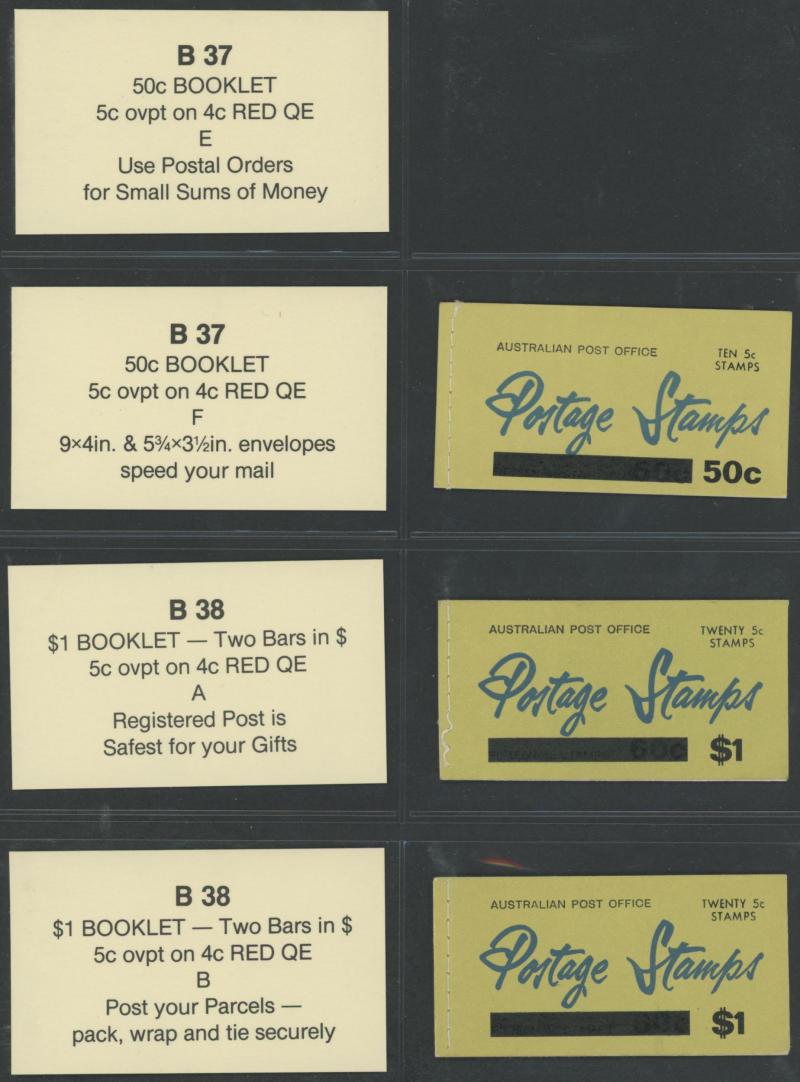 B 37
50c BOOKLET
5c ovpt on 4c RED QE
E
Use Postal Orders
for Small Sums of Money
B 37
50c BOOKLET
5c ovpt on 4c RED QE
F
9×4in. & 5¾×3½in. envelopes
speed your mail
AUSTRALIAN POST OFFICE
TEN 5c
STAMPS
Postage Stamps
60c 50c
B 38
$1 BOOKLET — Two Bars in $
5c ovpt on 4c RED QE
A
Registered Post is
Safest for your Gifts
AUSTRALIAN POST OFFICE
TWENTY 5c
STAMPS
Postage Stamps
60c $1
B 38
$1 BOOKLET — Two Bars in $
5c ovpt on 4c RED QE
B
Post your Parcels —
pack, wrap and tie securely
AUSTRALIAN POST OFFICE
TWENTY 5c
STAMPS
Postage Stamps
60c $1